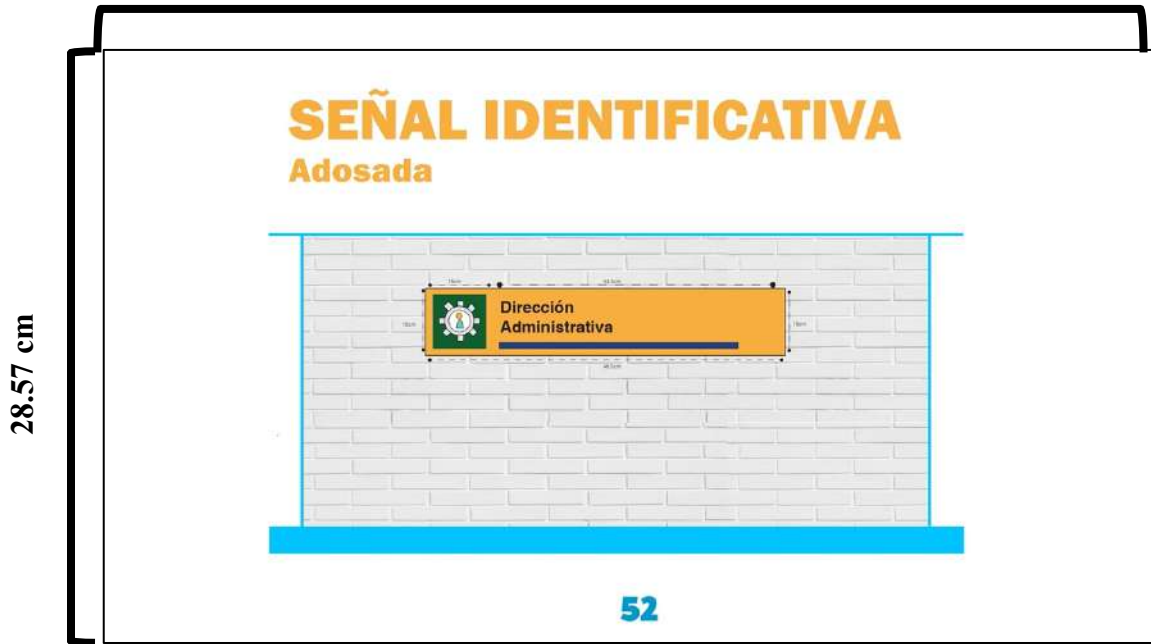 SEÑAL IDENTIFICATIVA
Adosada
Dirección
Administrativa
28.57 cm
52